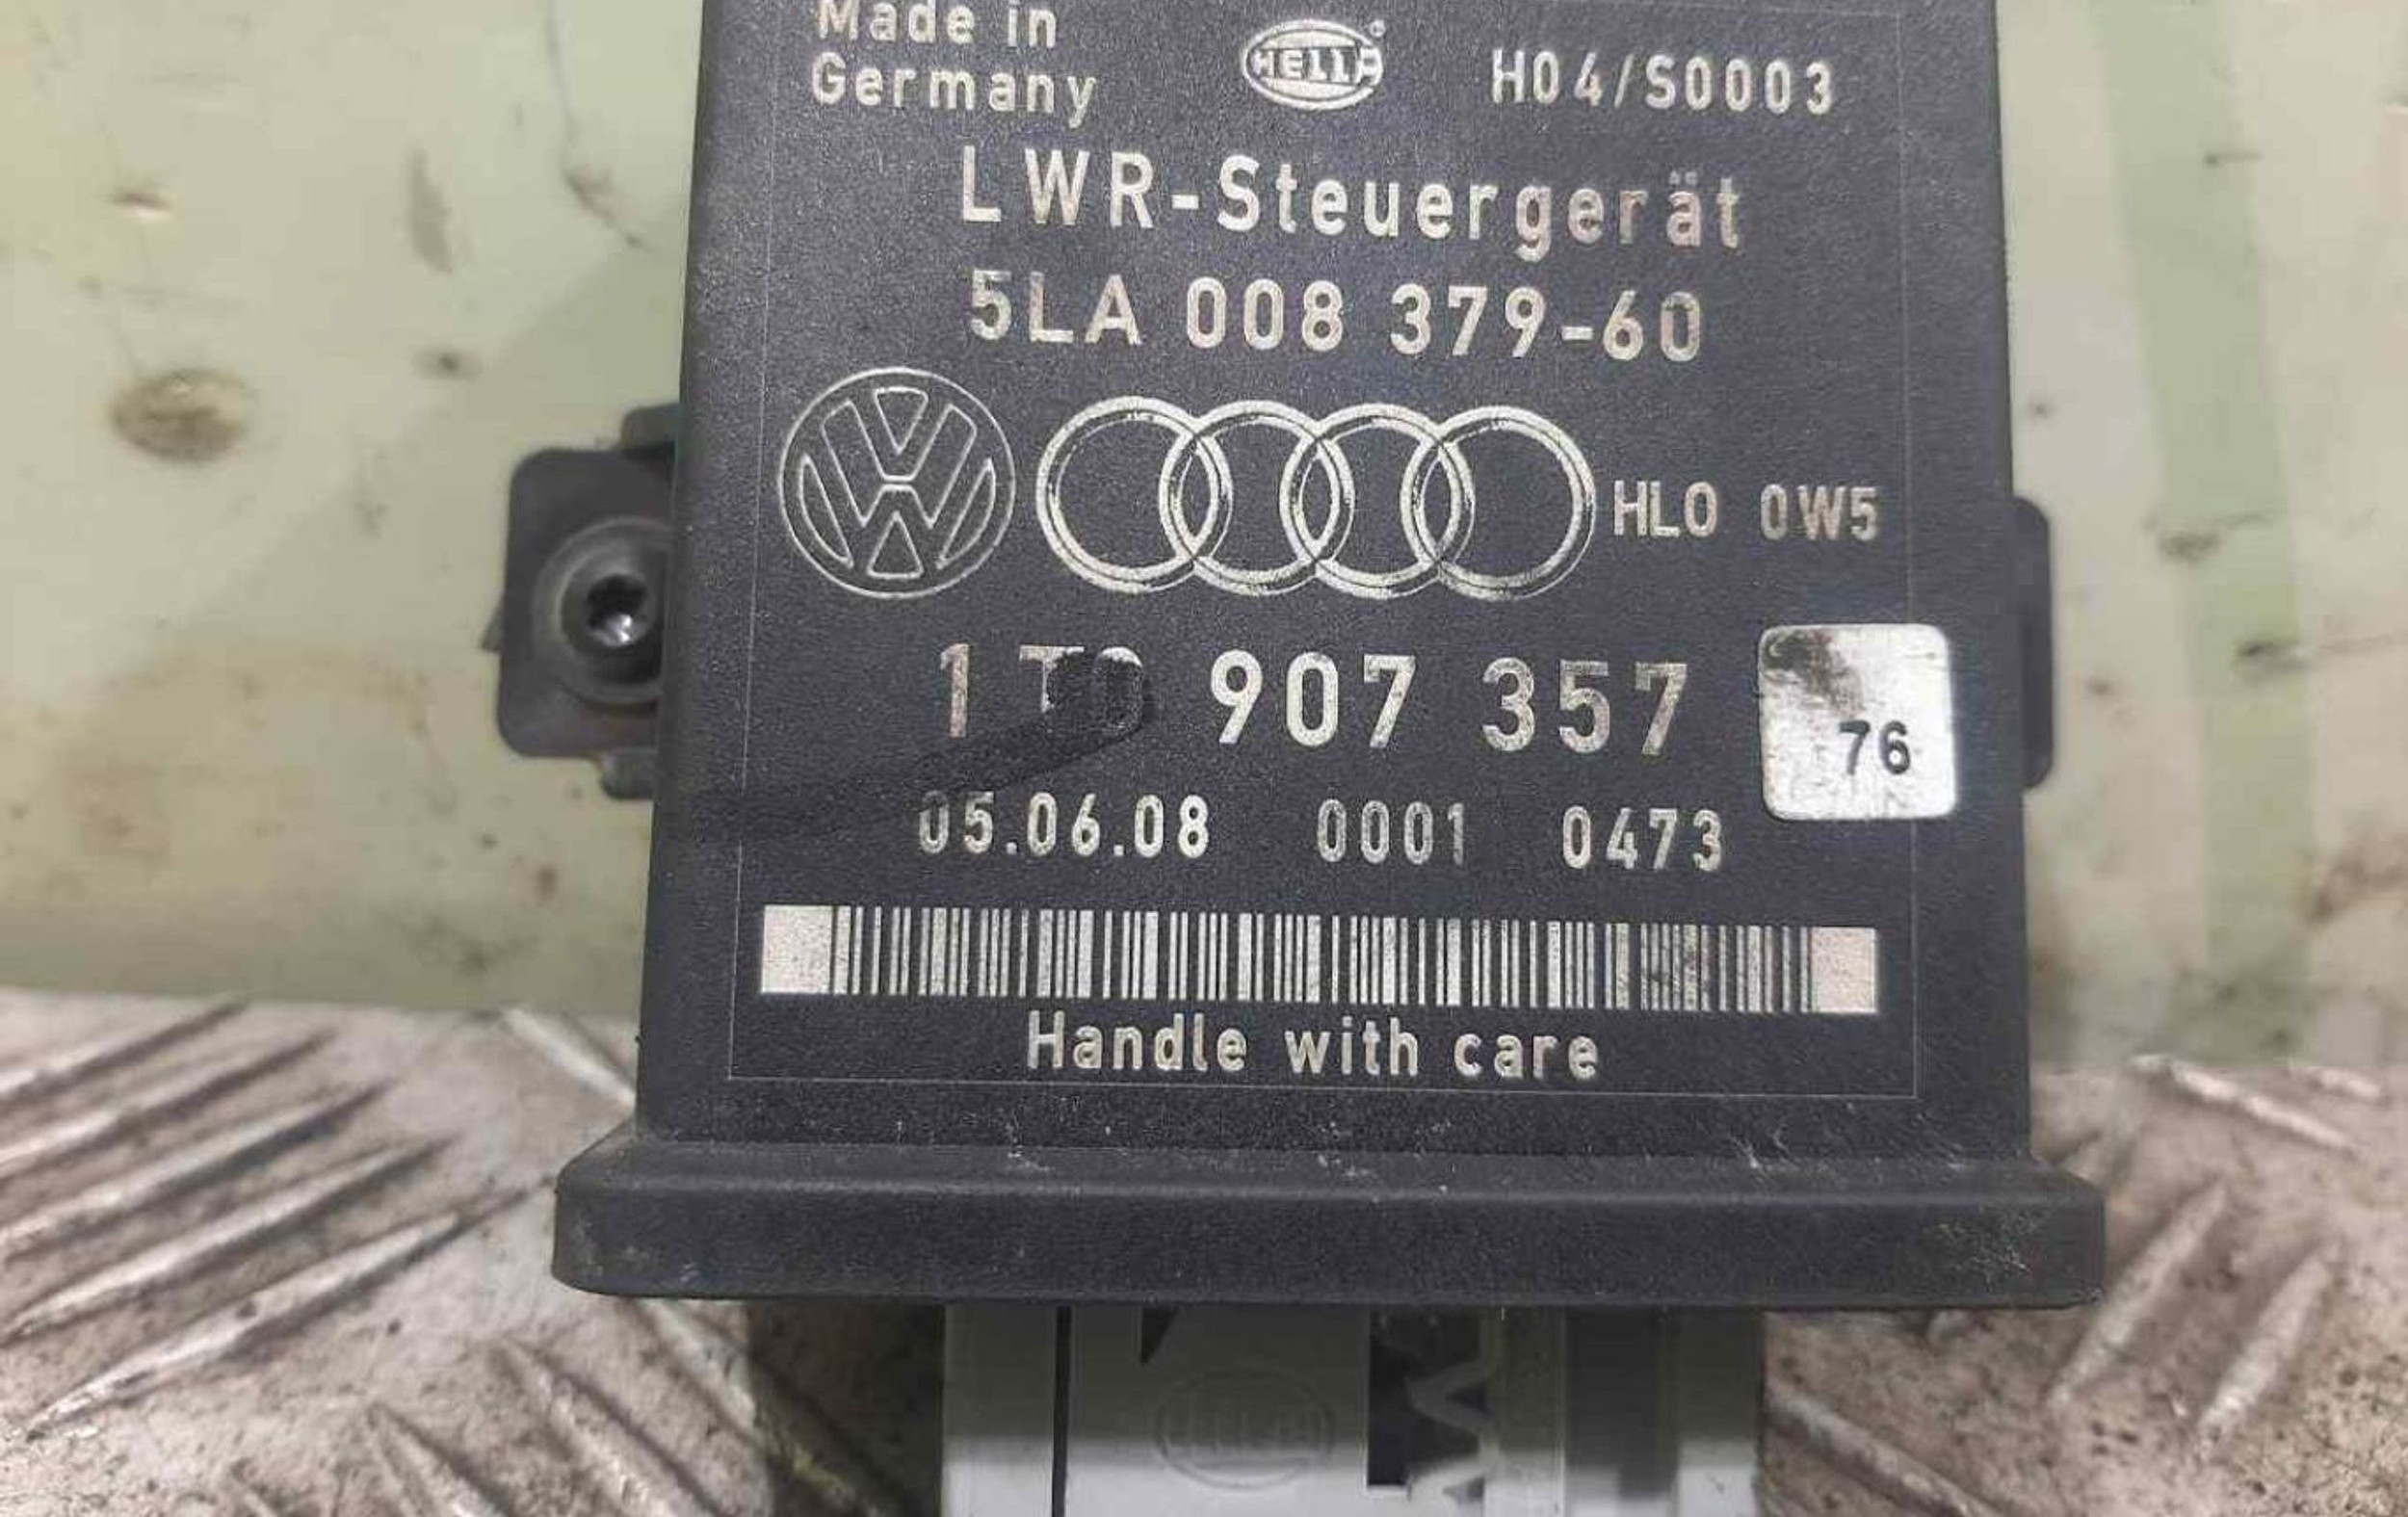 Made in
Germany
HELLA
H04/S0003
LWR-Steuergerät
5LA 008 379-60
HLO 0W5
1T0 907 357
76
05.06.08 0001 0473
Handle with care